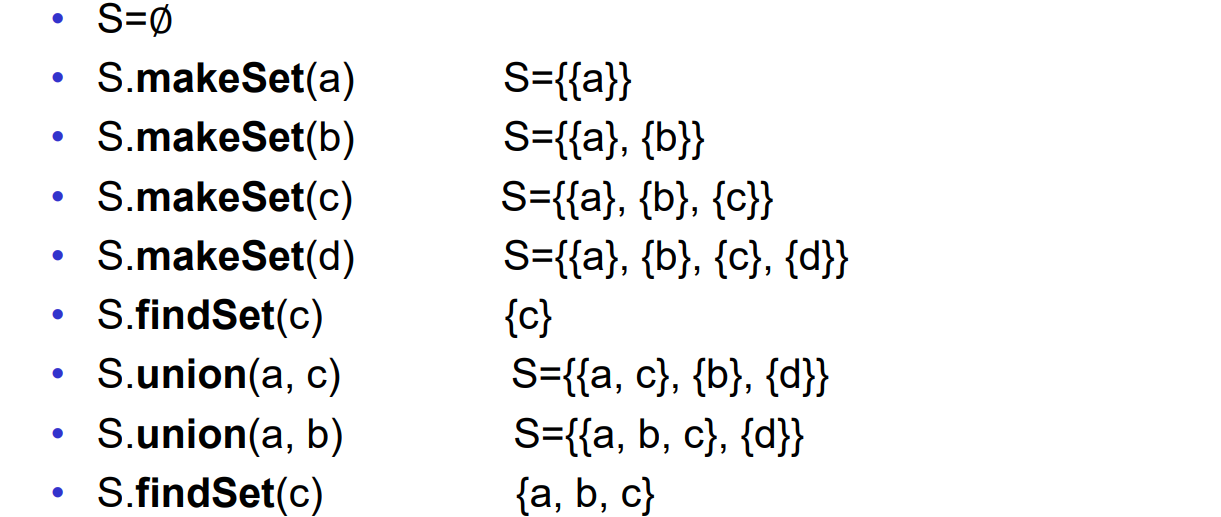 • S=∅
• S.makeSet(a) S={{a}}
• S.makeSet(b) S={{a}, {b}}
• S.makeSet(c) S={{a}, {b}, {c}}
• S.makeSet(d) S={{a}, {b}, {c}, {d}}
• S.findSet(c) {c}
• S.union(a, c) S={{a, c}, {b}, {d}}
• S.union(a, b) S={{a, b, c}, {d}}
• S.findSet(c) {a, b, c}